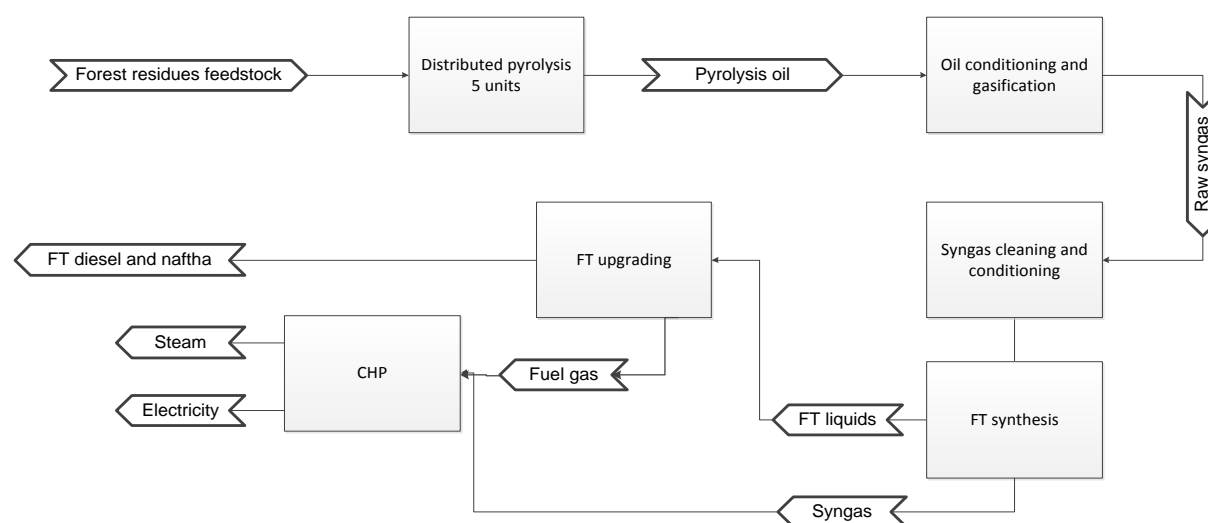 Forest residues feedstock
Distributed pyrolysis
5 units
Pyrolysis oil
Oil conditioning and
gasification
Raw syngas
Syngas cleaning and
conditioning
FT upgrading
FT diesel and naftha
Steam
CHP
Fuel gas
Electricity
FT liquids
FT synthesis
Syngas